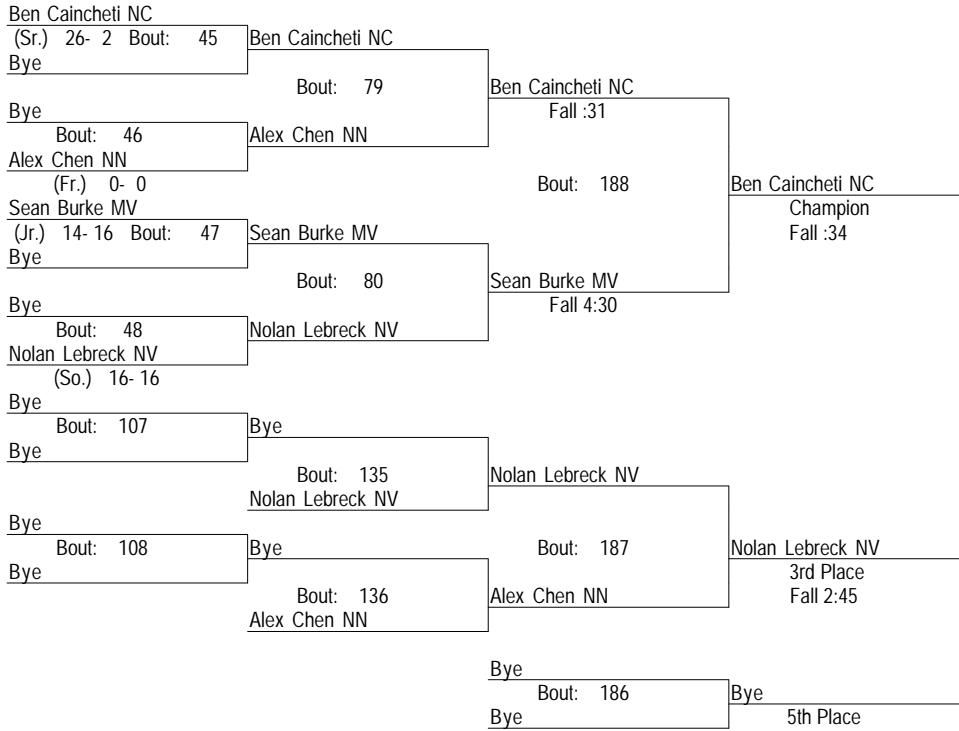 Ben Caincheti NC
(Sr.) 26- 2 Bout: 45 Ben Caincheti NC
Bye
Bout: 79 Ben Caincheti NC
Bye Fall :31
Bout: 46 Alex Chen NN
Alex Chen NN
(Fr.) 0- 0 Bout: 188 Ben Caincheti NC
Sean Burke MV Champion
(Jr.) 14- 16 Bout: 47 Sean Burke MV Fall :34
Bye
Bout: 80 Sean Burke MV
Bye Fall 4:30
Bout: 48 Nolan Lebreck NV
Nolan Lebreck NV
(So.) 16- 16
Bye
Bout: 107 Bye
Bye
Bout: 135 Nolan Lebreck NV
Nolan Lebreck NV
Bye
Bout: 108 Bye Bout: 187 Nolan Lebreck NV
Bye 3rd Place
Bout: 136 Alex Chen NN Fall 2:45
Alex Chen NN
Bye
Bout: 186 Bye
Bye 5th Place